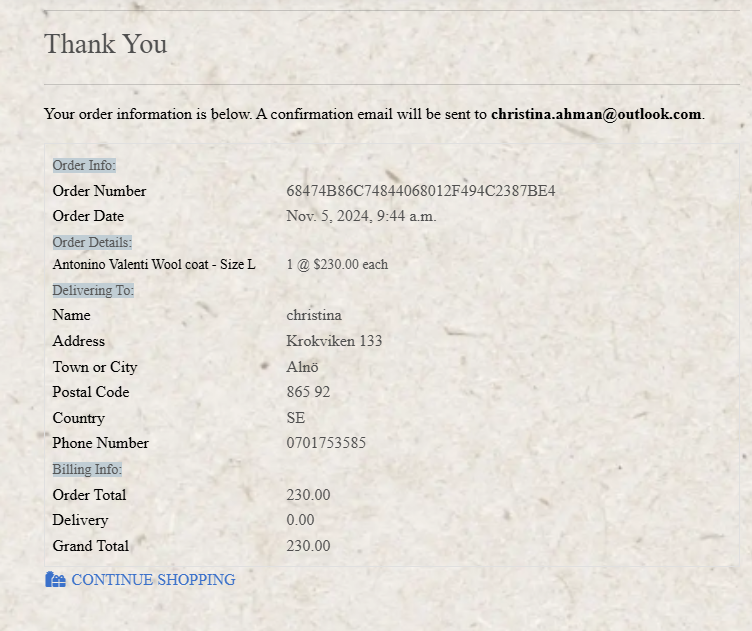 Thank You
Your order information is below. A confirmation email will be sent to christina.ahman@outlook.com.
Order Info:
Order Number 68474B86C74844068012F494C2387BE4
Order Date Nov. 5, 2024, 9:44 a.m.
Order Details:
Antonino Valenti Wool coat - Size L 1 @ $230.00 each
Delivering To:
Name christina
Address Krokviken 133
Town or City Alnö
Postal Code 865 92
Country SE
Phone Number 0701753585
Billing Info:
Order Total 230.00
Delivery 0.00
Grand Total 230.00
CONTINUE SHOPPING